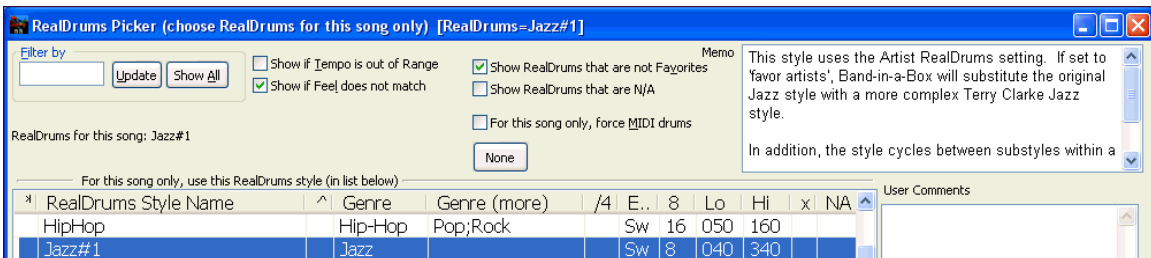 RealDrums Picker (choose RealDrums for this song only) [RealDrums=Jazz#1]
Filter by
Update Show All
Show if Tempo is out of Range
Show if Feel does not match
Show RealDrums that are not Favorites
Show RealDrums that are N/A
For this song only, force MIDI drums
None
RealDrums for this song: Jazz#1
Memo
This style uses the Artist RealDrums setting. If set to
'favor artists', Band-in-a-Box will substitute the original
Jazz style with a more complex Terry Clarke Jazz
style.
In addition, the style cycles between substyles within a
For this song only, use this RealDrums style (in list below)
User Comments
* RealDrums Style Name ^ Genre Genre (more) /4 E.. 8 Lo Hi x NA
HipHop Hip-Hop Pop;Rock Sw 16 050 160
Jazz#1 Jazz Sw 8 040 340